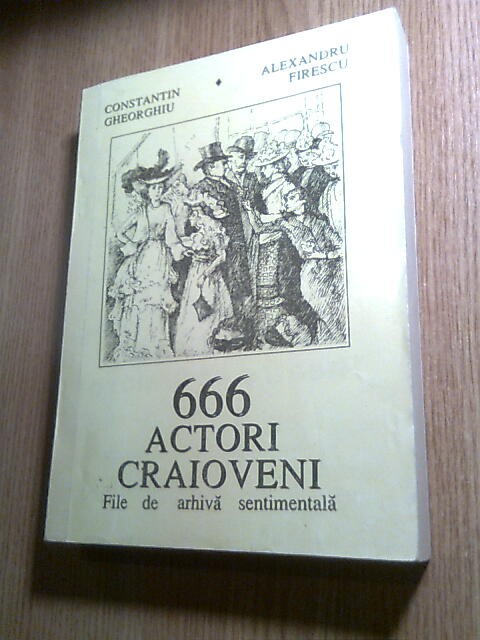 CONSTANTIN
GHEORGHIU
ALEXANDRU
FIRESCU
666
ACTORI
CRAIOVENI
File de arhivă sentimentală